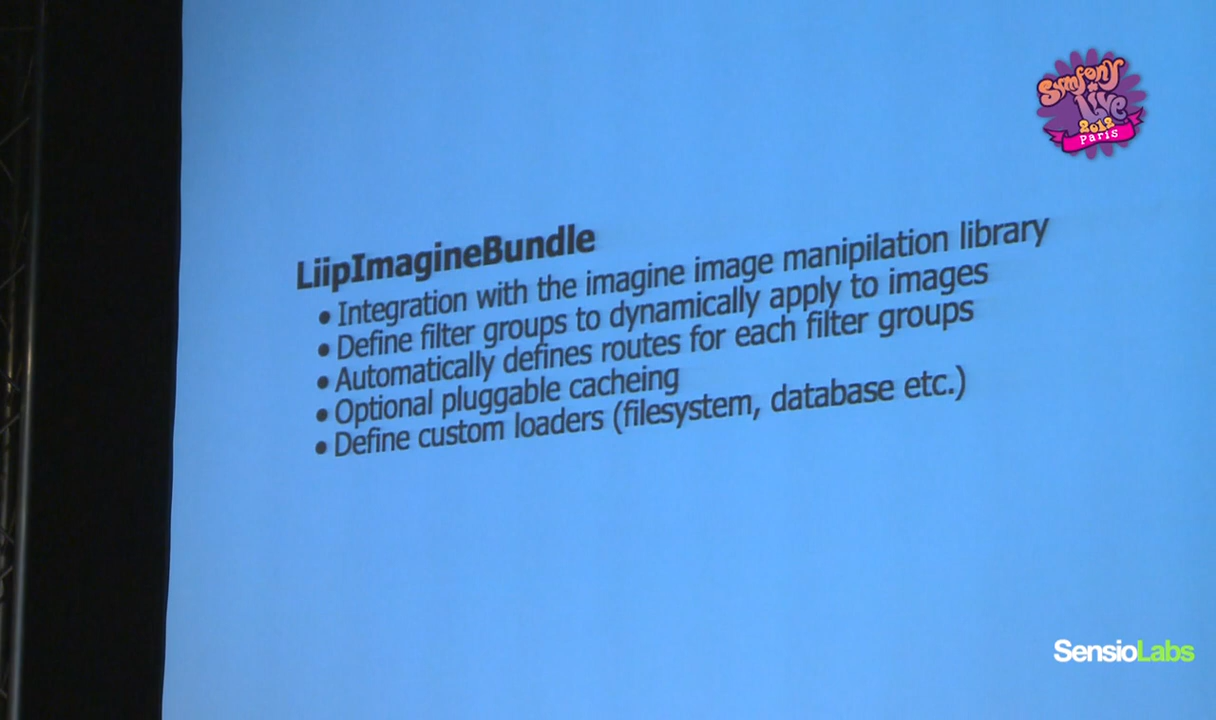 Symfony
Live
2012
Paris
LiipImagineBundle
• Integration with the imagine image manipilation library
• Define filter groups to dynamically apply to images
• Automatically defines routes for each filter groups
• Optional pluggable cacheing
• Define custom loaders (filesystem, database etc.)
SensioLabs